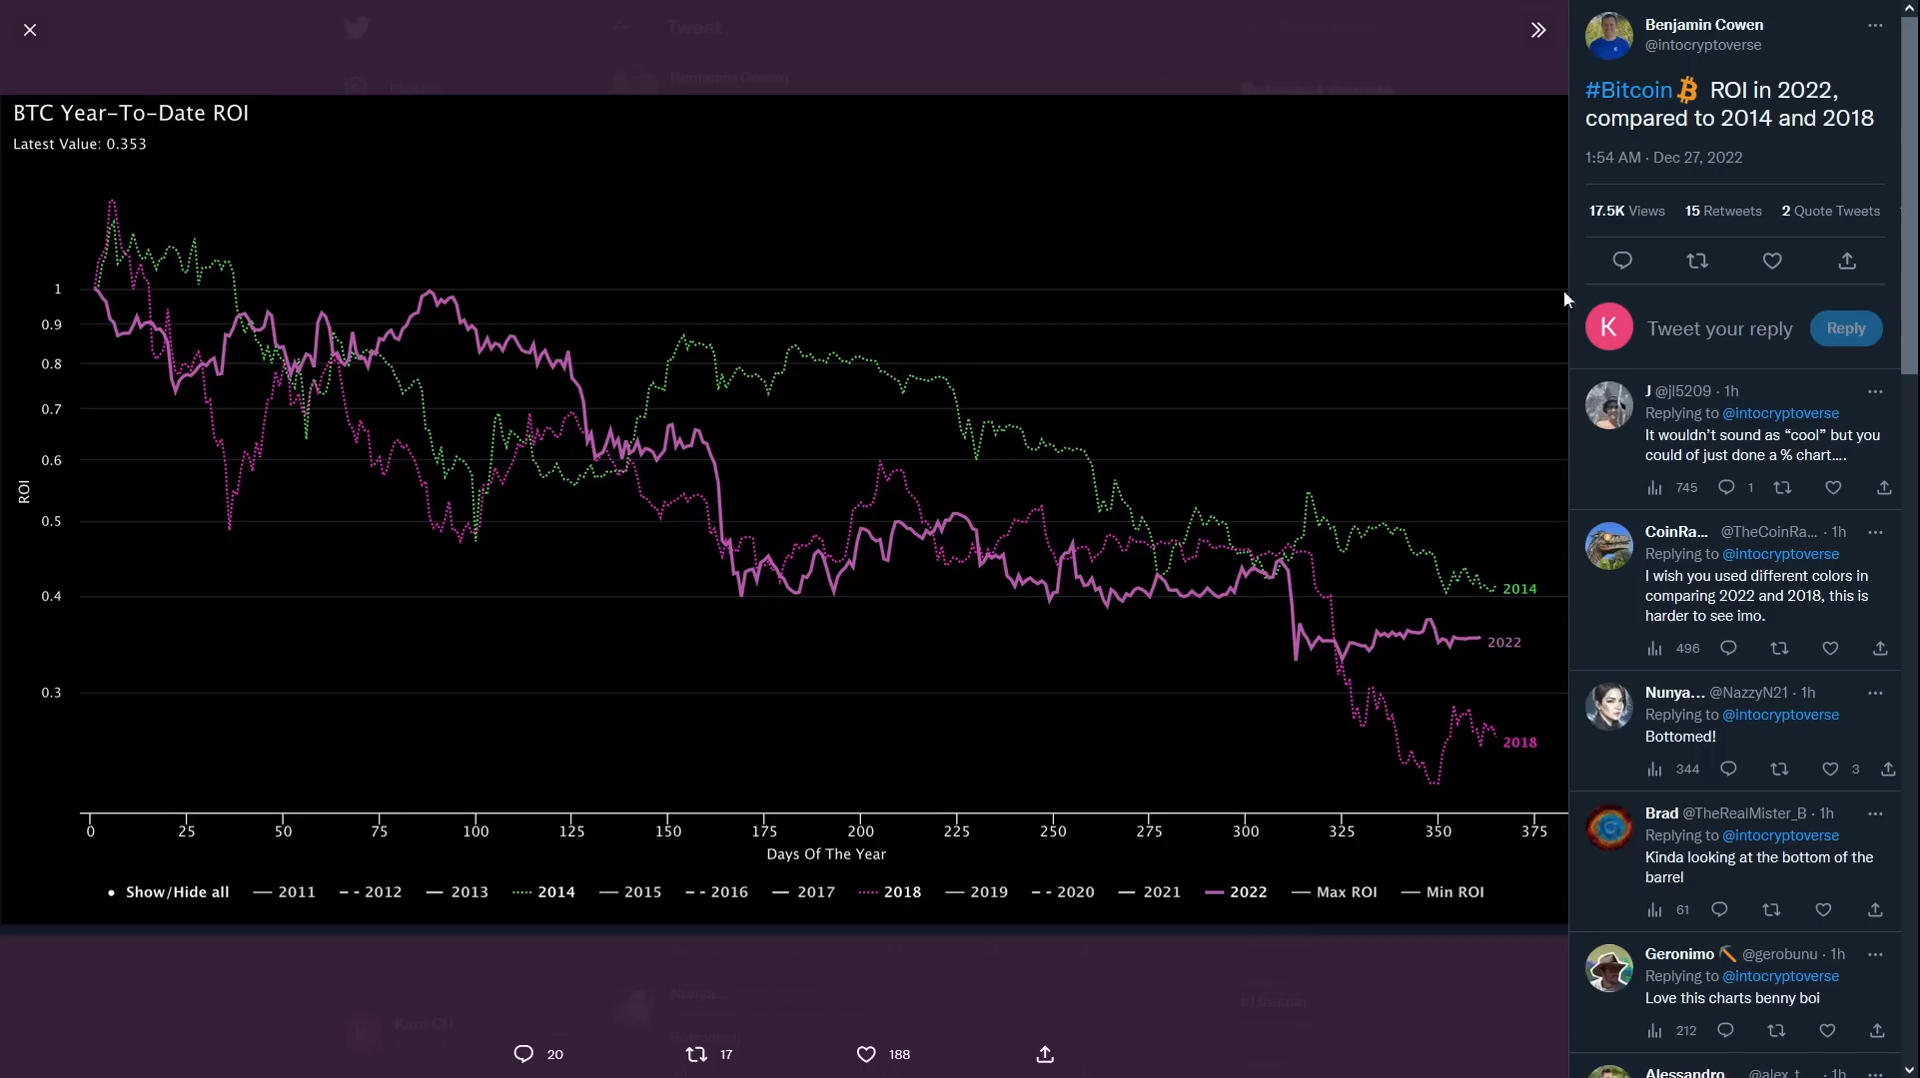 Tweet
Benjamin Cowen
BTC Year-To-Date ROI
Latest Value: 0.353
1
0.9
0.8
0.7
0.6
0.5
0.4
0.3
ROI
2014
2022
2018
0 25 50 75 100 125 150 175 200 225 250 275 300 325 350 375
Days Of The Year
Show/Hide all 2011 2012 2013 2014 2015 2016 2017 2018 2019 2020 2021 2022 Max ROI Min ROI
20 17 188
Benjamin Cowen
@intocryptoverse
#Bitcoin ROI in 2022,
compared to 2014 and 2018
1:54 AM · Dec 27, 2022
17.5K Views 15 Retweets 2 Quote Tweets
K Tweet your reply Reply
J @jl5209 · 1h
Replying to @intocryptoverse
It wouldn't sound as “cool” but you
could of just done a % chart....
745 1
CoinRa... @TheCoinRa... · 1h
Replying to @intocryptoverse
I wish you used different colors in
comparing 2022 and 2018, this is
harder to see imo.
496
Nunya... @NazzyN21 · 1h
Replying to @intocryptoverse
Bottomed!
344 3
Brad @TheRealMister_B · 1h
Replying to @intocryptoverse
Kinda looking at the bottom of the
barrel
61
Geronimo @gerobunu · 1h
Replying to @intocryptoverse
Love this charts benny boi
212
Alessandro @alex_t... · 1h